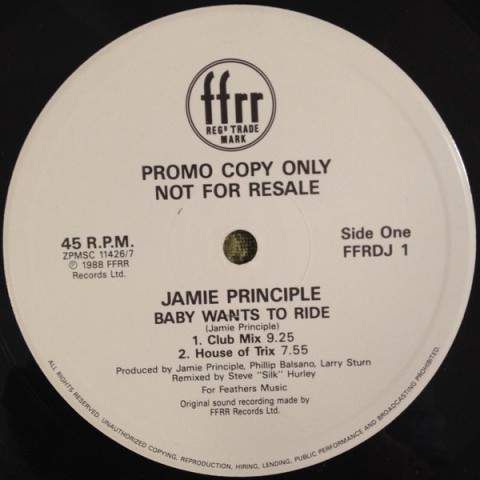 ffrr
REGD TRADE
MARK
PROMO COPY ONLY
NOT FOR RESALE
45 R.P.M.
ZPMSC 11426/7
℗ 1988 FFRR
Records Ltd.
Side One
FFRDJ 1
JAMIE PRINCIPLE
BABY WANTS TO RIDE
(Jamie Principle)
1. Club Mix 9.25
2. House of Trix 7.55
Produced by Jamie Principle, Phillip Balsano, Larry Sturn
Remixed by Steve "Silk" Hurley
For Feathers Music
Original sound recording made by
FFRR Records Ltd.
ALL RIGHTS RESERVED. UNAUTHORIZED COPYING, REPRODUCTION, HIRING, LENDING, PUBLIC PERFORMANCE AND BROADCASTING PROHIBITED.